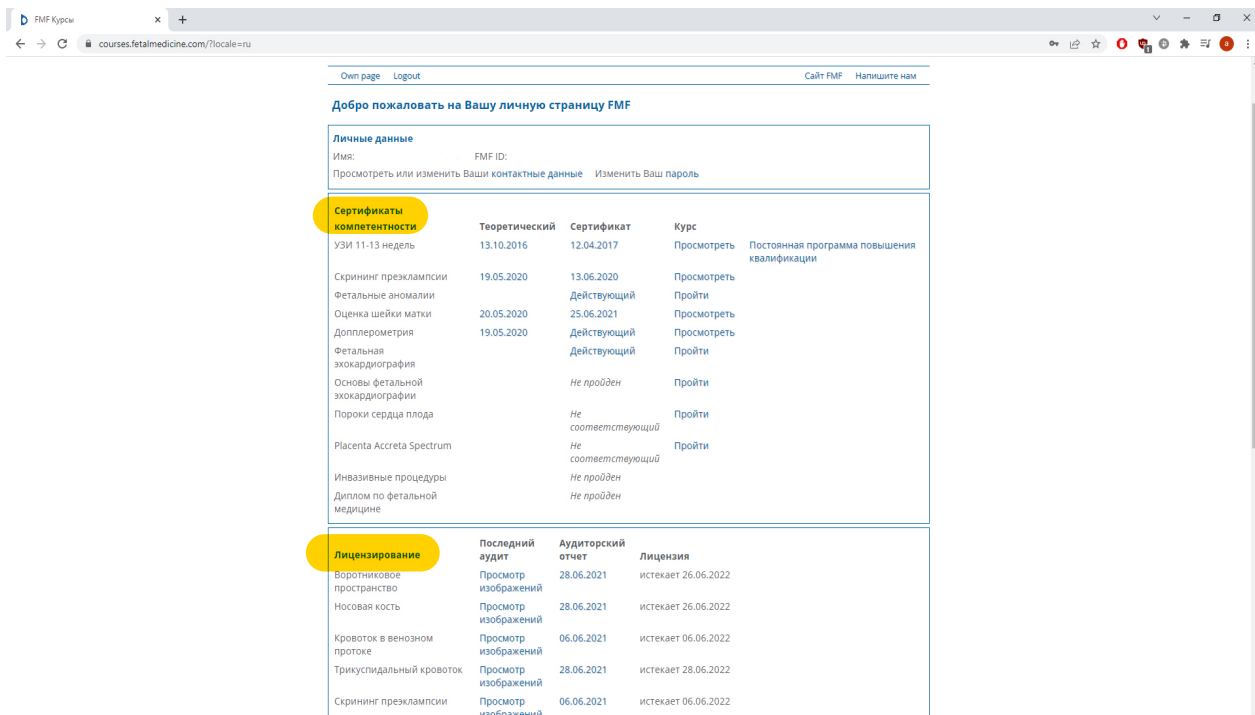 FMF Курсы
courses.fetalmedicine.com/?locale=ru
Own page Logout Сайт FMF Напишите нам
Добро пожаловать на Вашу личную страницу FMF
Личные данные
Имя: FMF ID:
Просмотреть или изменить Ваши контактные данные Изменить Ваш пароль
Сертификаты
компетентности Теоретический Сертификат Курс
УЗИ 11-13 недель 13.10.2016 12.04.2017 Просмотреть Постоянная программа повышения
квалификации
Скрининг преэклампсии 19.05.2020 13.06.2020 Просмотреть
Фетальные аномалии Действующий Пройти
Оценка шейки матки 20.05.2020 25.06.2021 Просмотреть
Допплерометрия 19.05.2020 Действующий Просмотреть
Фетальная Действующий Пройти
эхокардиография
Основы фетальной Не пройден Пройти
эхокардиографии
Пороки сердца плода Не Пройти
соответствующий
Placenta Accreta Spectrum Не Пройти
соответствующий
Инвазивные процедуры Не пройден
Диплом по фетальной Не пройден
медицине
Последний Аудиторский
Лицензирование аудит отчет Лицензия
Воротниковое Просмотр 28.06.2021 истекает 26.06.2022
пространство изображений
Носовая кость Просмотр 28.06.2021 истекает 26.06.2022
изображений
Кровоток в венозном Просмотр 06.06.2021 истекает 06.06.2022
протоке изображений
Трикуспидальный кровоток Просмотр 28.06.2021 истекает 28.06.2022
изображений
Скрининг преэклампсии Просмотр 06.06.2021 истекает 06.06.2022
изображений